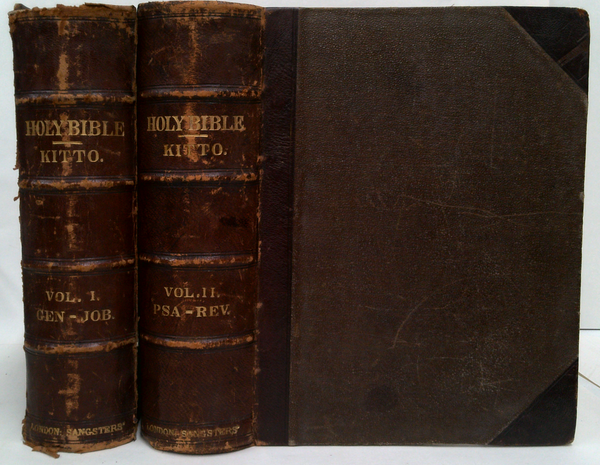 HOLY BIBLE
KITTO.
VOL. I.
GEN-JOB.
LONDON: SANGSTERS'
HOLY BIBLE
KITTO.
VOL. II.
PSA-REV.
LONDON: SANGSTERS'